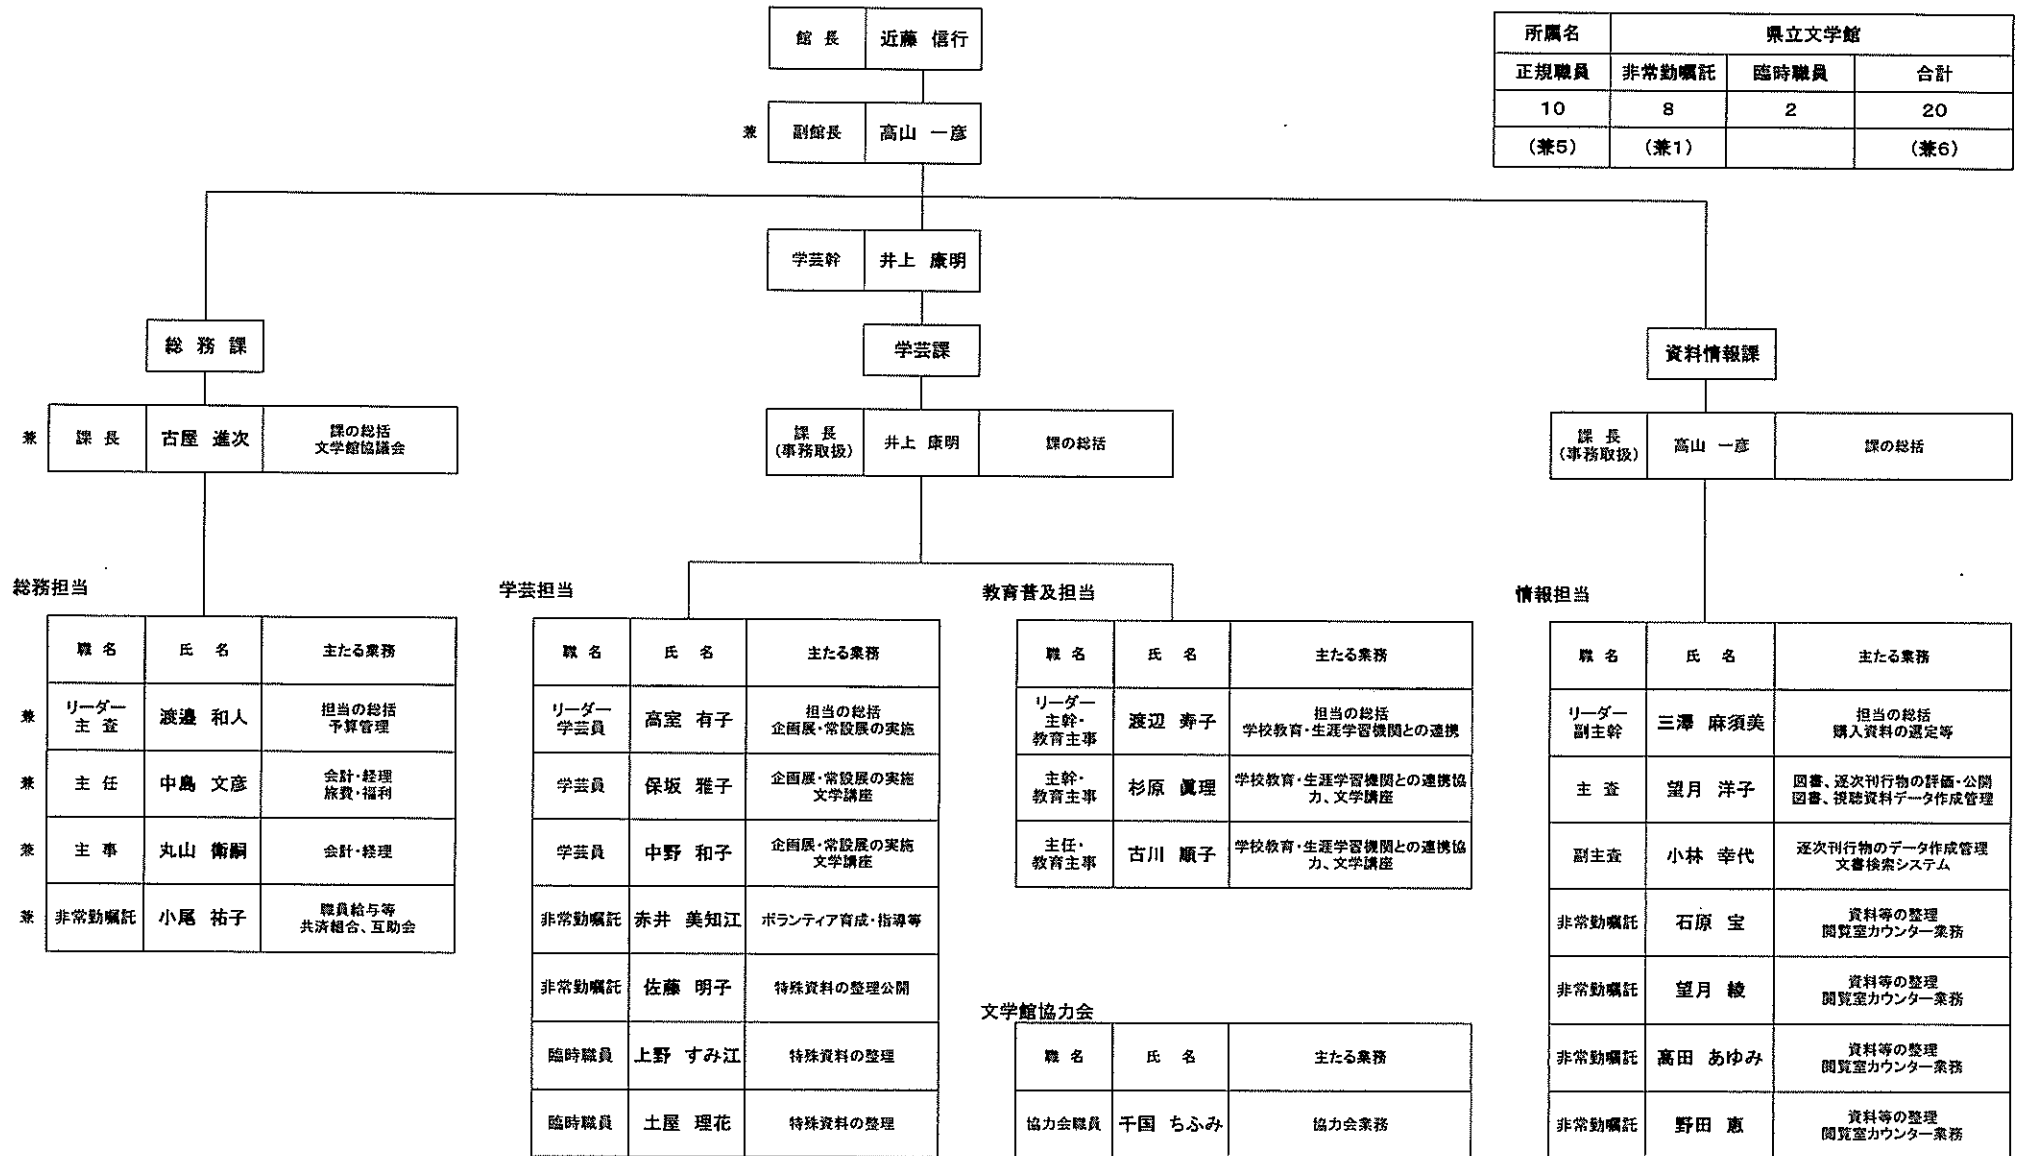 館 長 近藤 信行
所属名 県立文学館
正規職員 非常勤嘱託 臨時職員 合計
10 8 2 20
(兼5) (兼1) (兼6)
兼 副館長 高山 一彦
学芸幹 井上 康明
総 務 課
学芸課
資料情報課
兼 課 長 古屋 進次 課の総括
文学館協議会
課 長
(事務取扱) 井上 康明 課の総括
課 長
(事務取扱) 高山 一彦 課の総括
総務担当
職 名 氏 名 主たる業務
兼 リーダー
主 査 渡邉 和人 担当の総括
予算管理
兼 主 任 中島 文彦 会計・経理
旅費・福利
兼 主 事 丸山 衛嗣 会計・経理
兼 非常勤嘱託 小尾 祐子 職員給与等
共済組合、互助会
学芸担当
職 名 氏 名 主たる業務
リーダー
学芸員 高室 有子 担当の総括
企画展・常設展の実施
学芸員 保坂 雅子 企画展・常設展の実施
文学講座
学芸員 中野 和子 企画展・常設展の実施
文学講座
非常勤嘱託 赤井 美知江 ボランティア育成・指導等
非常勤嘱託 佐藤 明子 特殊資料の整理公開
臨時職員 上野 すみ江 特殊資料の整理
臨時職員 土屋 理花 特殊資料の整理
教育普及担当
職 名 氏 名 主たる業務
リーダー
主幹・
教育主事 渡辺 寿子 担当の総括
学校教育・生涯学習機関との連携
主幹・
教育主事 杉原 眞理 学校教育・生涯学習機関との連携協
力、文学講座
主任・
教育主事 古川 順子 学校教育・生涯学習機関との連携協
力、文学講座
文学館協力会
職 名 氏 名 主たる業務
協力会職員 千国 ちふみ 協力会業務
情報担当
職 名 氏 名 主たる業務
リーダー
副主幹 三澤 麻須美 担当の総括
購入資料の選定等
主 査 望月 洋子 図書、逐次刊行物の評価・公開
図書、視聴資料データ作成管理
副主査 小林 幸代 逐次刊行物のデータ作成管理
文書検索システム
非常勤嘱託 石原 宝 資料等の整理
閲覧室カウンター業務
非常勤嘱託 望月 綾 資料等の整理
閲覧室カウンター業務
非常勤嘱託 髙田 あゆみ 資料等の整理
閲覧室カウンター業務
非常勤嘱託 野田 恵 資料等の整理
閲覧室カウンター業務